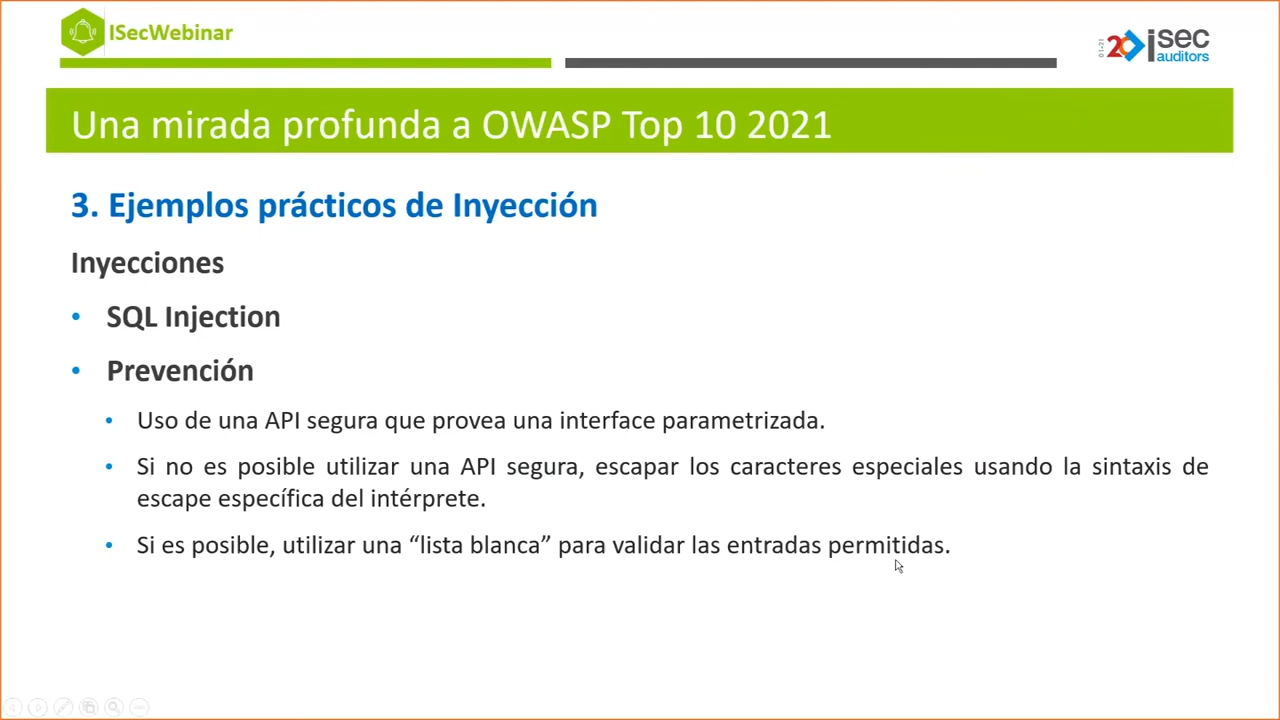 ISecWebinar
20 isec
auditors
Una mirada profunda a OWASP Top 10 2021
3. Ejemplos prácticos de Inyección
Inyecciones
• SQL Injection
• Prevención
• Uso de una API segura que provea una interface parametrizada.
• Si no es posible utilizar una API segura, escapar los caracteres especiales usando la sintaxis de
escape específica del intérprete.
• Si es posible, utilizar una “lista blanca” para validar las entradas permitidas.